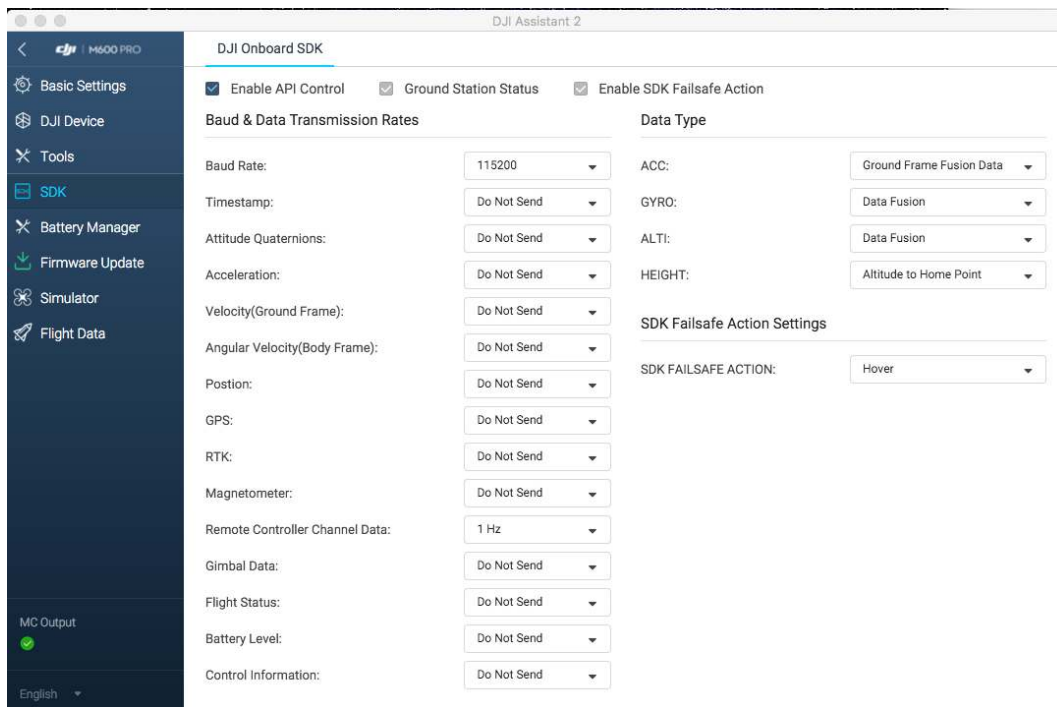 DJI Assistant 2
dji M600 PRO
Basic Settings
DJI Device
Tools
SDK
Battery Manager
Firmware Update
Simulator
Flight Data
MC Output
English
DJI Onboard SDK
Enable API Control Ground Station Status Enable SDK Failsafe Action
Baud & Data Transmission Rates
Baud Rate: 115200
Timestamp: Do Not Send
Attitude Quaternions: Do Not Send
Acceleration: Do Not Send
Velocity(Ground Frame): Do Not Send
Angular Velocity(Body Frame): Do Not Send
Postion: Do Not Send
GPS: Do Not Send
RTK: Do Not Send
Magnetometer: Do Not Send
Remote Controller Channel Data: 1 Hz
Gimbal Data: Do Not Send
Flight Status: Do Not Send
Battery Level: Do Not Send
Control Information: Do Not Send
Data Type
ACC: Ground Frame Fusion Data
GYRO: Data Fusion
ALTI: Data Fusion
HEIGHT: Altitude to Home Point
SDK Failsafe Action Settings
SDK FAILSAFE ACTION: Hover